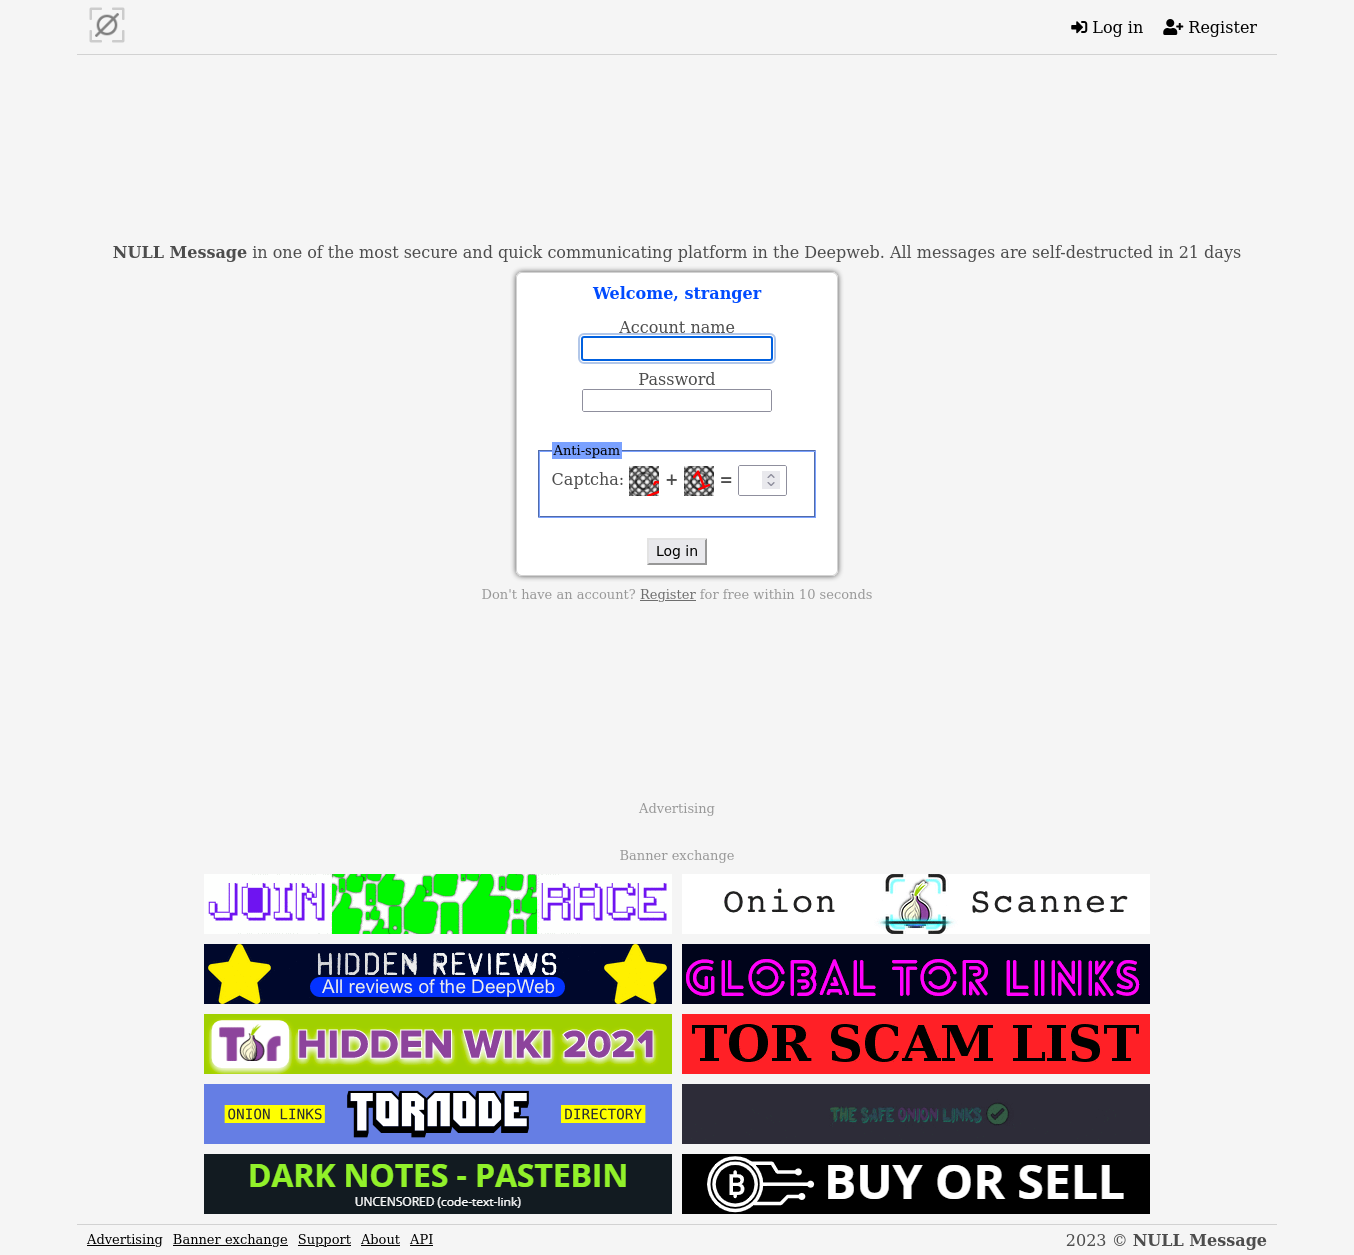 Log in Register
NULL Message in one of the most secure and quick communicating platform in the Deepweb. All messages are self-destructed in 21 days
Welcome, stranger
Account name
Password
Anti-spam
Captcha: + =
Log in
Don't have an account? Register for free within 10 seconds
Advertising
Banner exchange
JOIN RACE
Onion Scanner
HIDDEN REVIEWS
All reviews of the DeepWeb
GLOBAL TOR LINKS
Tor HIDDEN WIKI 2021
TOR SCAM LIST
ONION LINKS TORNODE DIRECTORY
THE SAFE ONION LINKS
DARK NOTES - PASTEBIN
UNCENSORED (code-text-link)
BUY OR SELL
Advertising Banner exchange Support About API
2023 © NULL Message